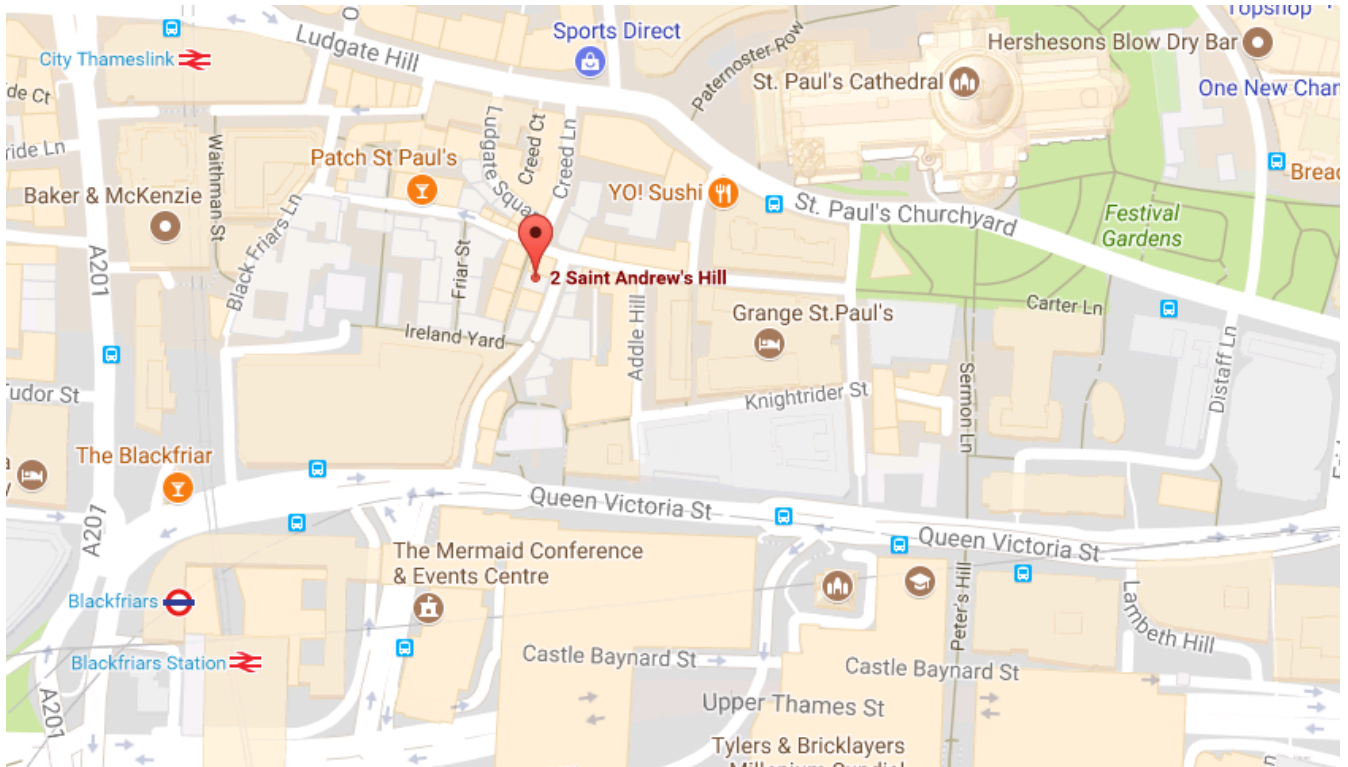 Topshop
Sports Direct
Ludgate Hill
Hershesons Blow Dry Bar
City Thameslink
Paternoster Row
St. Paul's Cathedral
One New Chan
de Ct
Ludgate Squa
Creed Ct
Creed Ln
ride Ln
Waithman St
Patch St Paul's
Baker & McKenzie
YO! Sushi
Bread
St. Paul's Churchyard
Festival
Gardens
A201
Black Friars Ln
Friar St
2 Saint Andrew's Hill
Addle Hill
Carter Ln
Grange St.Paul's
Ireland Yard
Distaff Ln
Sermon Ln
Knightrider St
Tudor St
The Blackfriar
Queen Victoria St
A207
Queen Victoria St
The Mermaid Conference
& Events Centre
Peter's Hill
Lambeth Hill
Blackfriars
Blackfriars Station
Castle Baynard St
Castle Baynard St
A201
Upper Thames St
Tylers & Bricklayers
Millenium Sundial